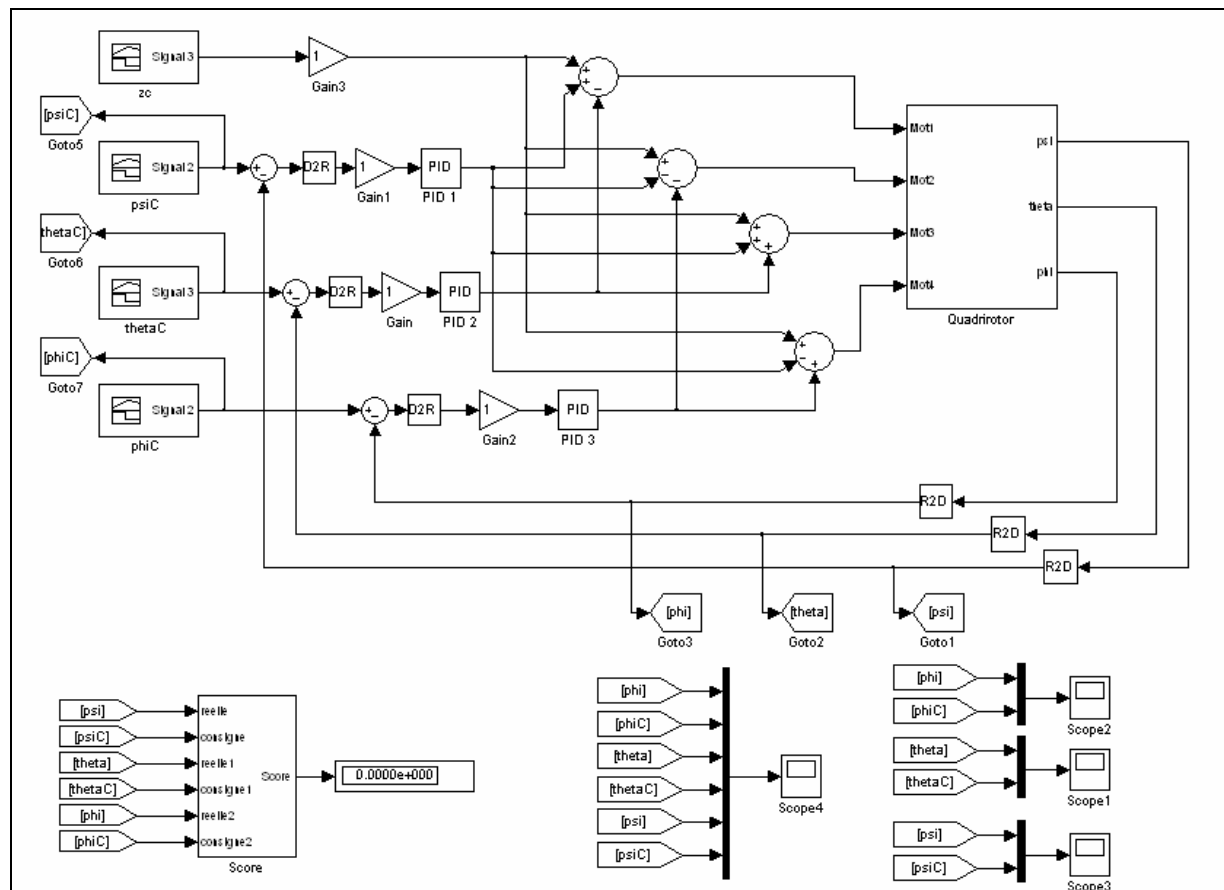 Signal3
zc
1
Gain3
[psiC]
Goto5
Signal2
psiC
D2R
1
Gain1
PID
PID 1
thetaC]
Goto6
Signal3
thetaC
D2R
1
Gain
PID
PID 2
[phiC]
Goto7
Signal2
phiC
D2R
1
Gain2
PID
PID 3
Mot1
Mot2
Mot3
Mot4
psi
theta
phi
Quadrirotor
R2D
R2D
R2D
[phi]
Goto3
[theta]
Goto2
[psi]
Goto1
[psi]
[psiC]
[theta]
[thetaC]
[phi]
[phiC]
reelle
consigne
reelle1
consigne1
reelle2
consigne2
Score
Score
0.0000e+000
[phi]
[phiC]
[theta]
[thetaC]
[psi]
[psiC]
Scope4
[phi]
[phiC]
Scope2
[theta]
[thetaC]
Scope1
[psi]
[psiC]
Scope3